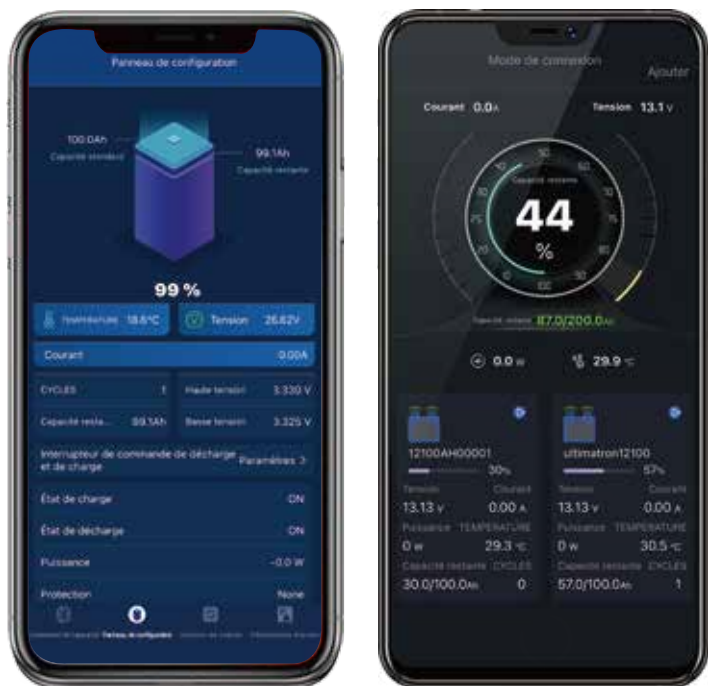 Panneau de configuration
100.0Ah
Capacité standard
99.1Ah
Capacité restante
99 %
TEMPÉRATURE 18.6°C
Tension 26.62V
Courant 0.00A
CYCLES 1
Haute tension 3.330 V
Capacité resta... 99.1Ah
Basse tension 3.325 V
Interrupteur de commande de décharge
et de charge
Paramètres >
État de charge ON
État de décharge ON
Puissance -0.0 W
Protection None
Panneau de configuration
Mode de connexion
Ajouter
Courant 0.0A
Tension 13.1 V
Capacité restante
44
%
Capacité restante 87.0/200.0Ah
0.0 W
29.9 °C
12100AH00001
30%
Tension Courant
13.13 V 0.00 A
Puissance TEMPERATURE
0 W 29.3 °C
Capacité restante CYCLES
30.0/100.0Ah 0
ultimatron12100
57%
Tension Courant
13.13 V 0.00 A
Puissance TEMPERATURE
0 W 30.5 °C
Capacité restante CYCLES
57.0/100.0Ah 1